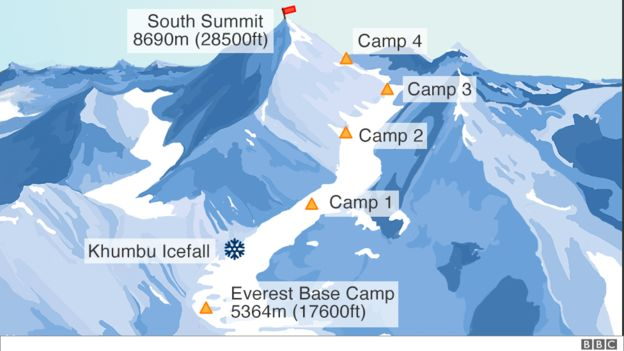 South Summit
8690m (28500ft)
Camp 4
Camp 3
Camp 2
Camp 1
Khumbu Icefall
Everest Base Camp
5364m (17600ft)
BBC